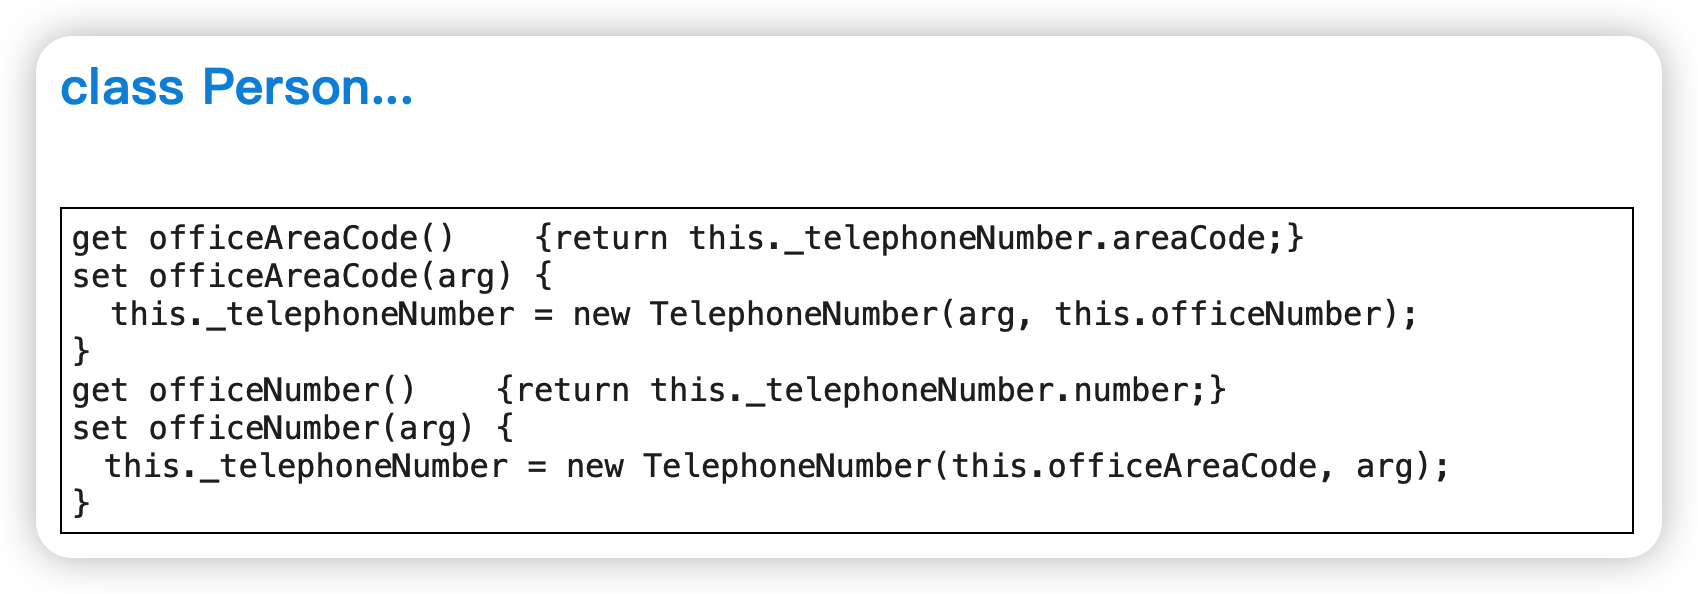 class Person...
get officeAreaCode()    {return this._telephoneNumber.areaCode;}
set officeAreaCode(arg) {
  this._telephoneNumber = new TelephoneNumber(arg, this.officeNumber);
}
get officeNumber()    {return this._telephoneNumber.number;}
set officeNumber(arg) {
  this._telephoneNumber = new TelephoneNumber(this.officeAreaCode, arg);
}